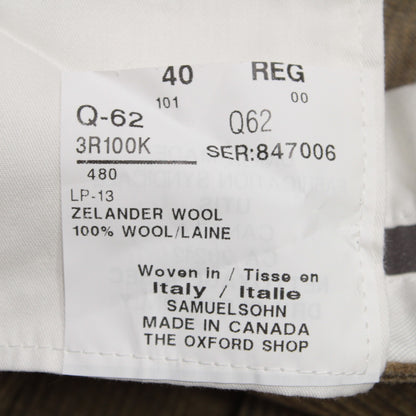 40 REG
101 00
Q-62 Q62
3R100K SER:847006
480
LP-13
ZELANDER WOOL
100% WOOL/LAINE
Woven in / Tisse en
Italy / Italie
SAMUELSOHN
MADE IN CANADA
THE OXFORD SHOP